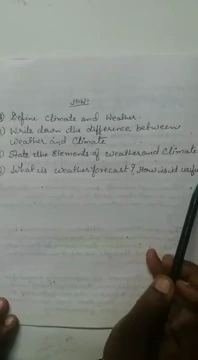 H.W.
Define Climate and Weather.
Write down the difference between
Weather and Climate
State the Elements of weather and Climate
What is weather forecast? How is it